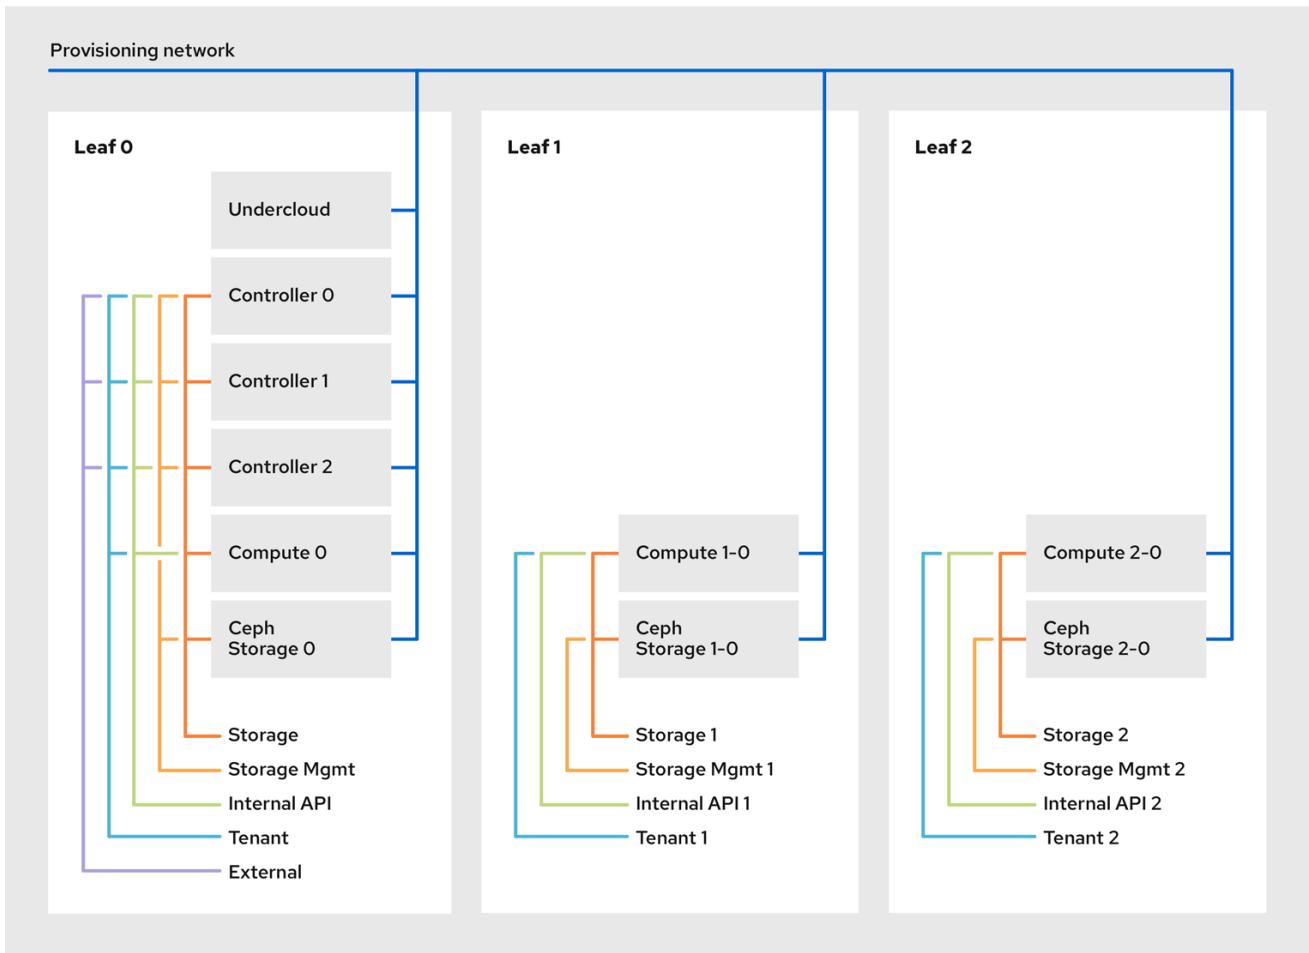 Provisioning network
Leaf 0
Undercloud
Controller 0
Controller 1
Controller 2
Compute 0
Ceph
Storage 0
Storage
Storage Mgmt
Internal API
Tenant
External
Leaf 1
Compute 1-0
Ceph
Storage 1-0
Storage 1
Storage Mgmt 1
Internal API 1
Tenant 1
Leaf 2
Compute 2-0
Ceph
Storage 2-0
Storage 2
Storage Mgmt 2
Internal API 2
Tenant 2